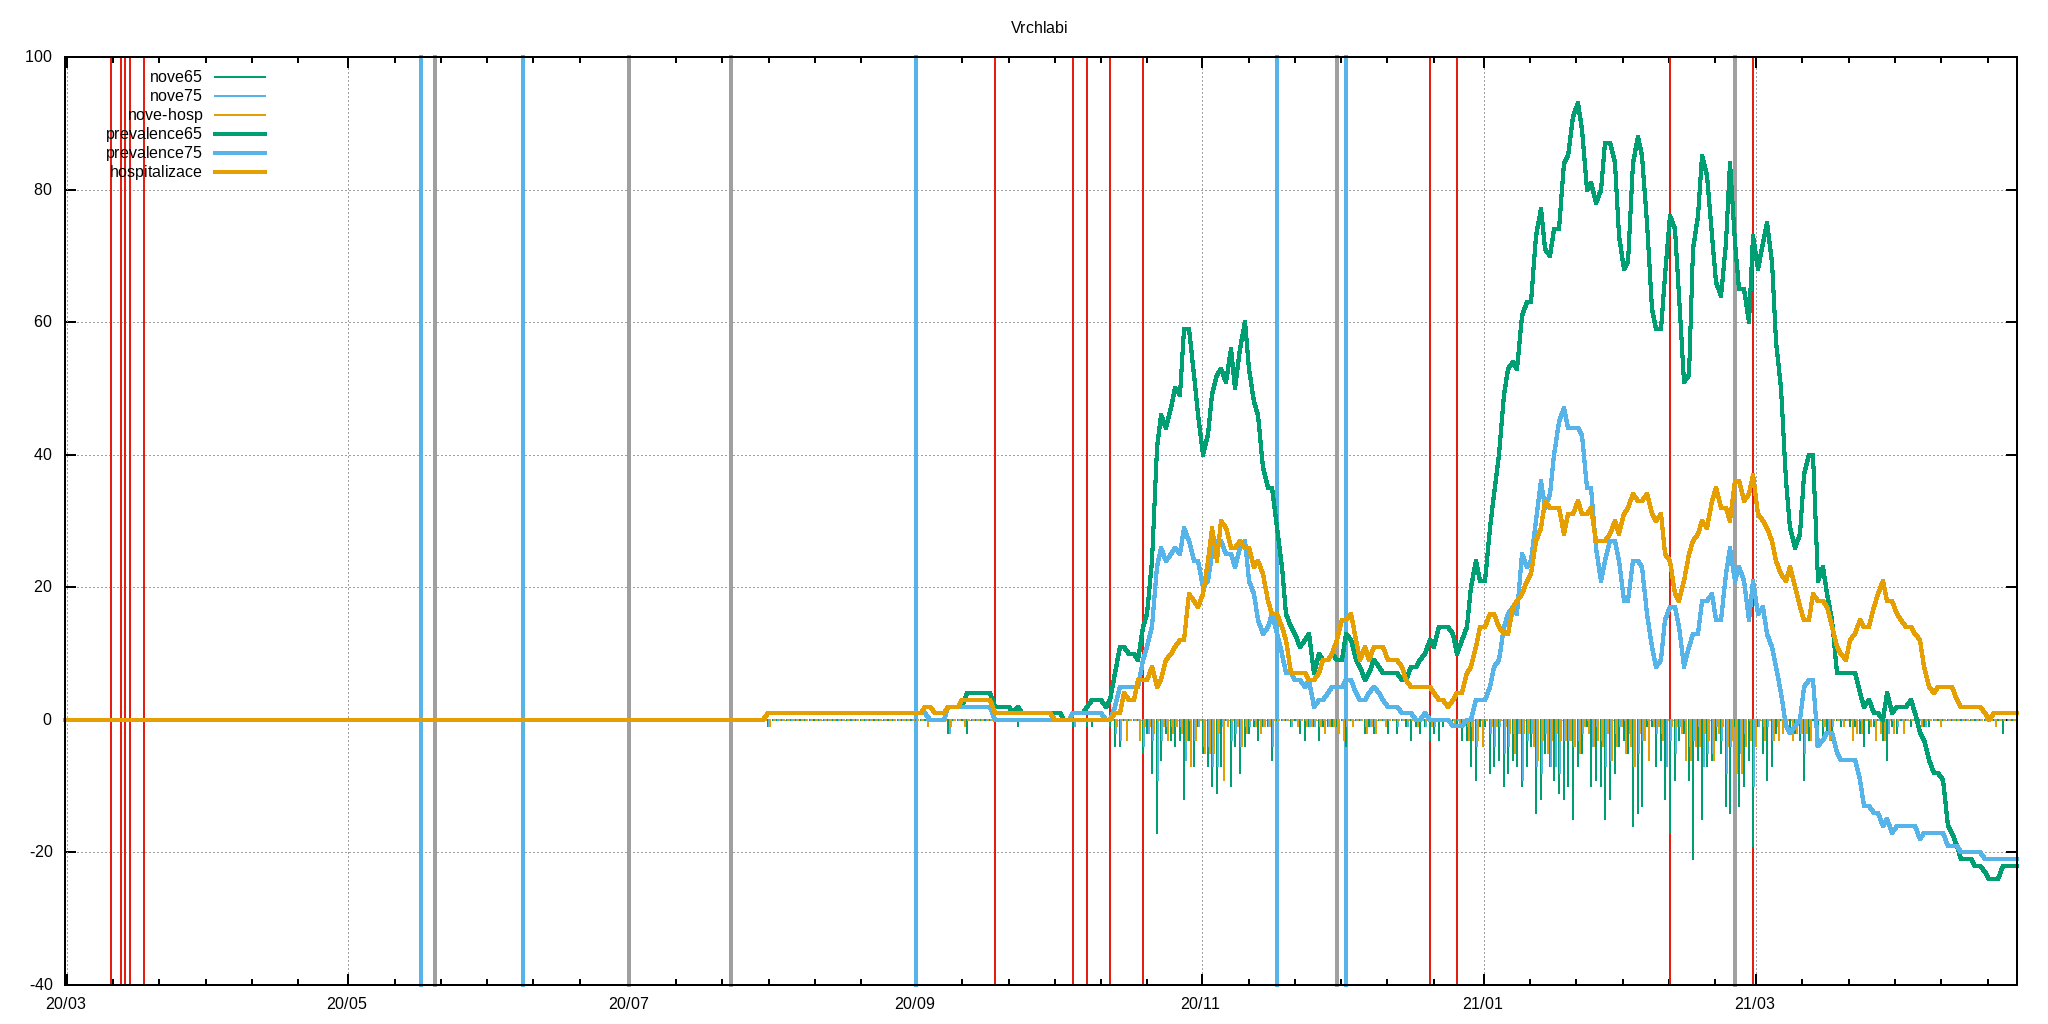 Vrchlabi
100
80
60
40
20
0
-20
-40
nove65
nove75
nove-hosp
prevalence65
prevalence75
hospitalizace
20/03 20/05 20/07 20/09 20/11 21/01 21/03